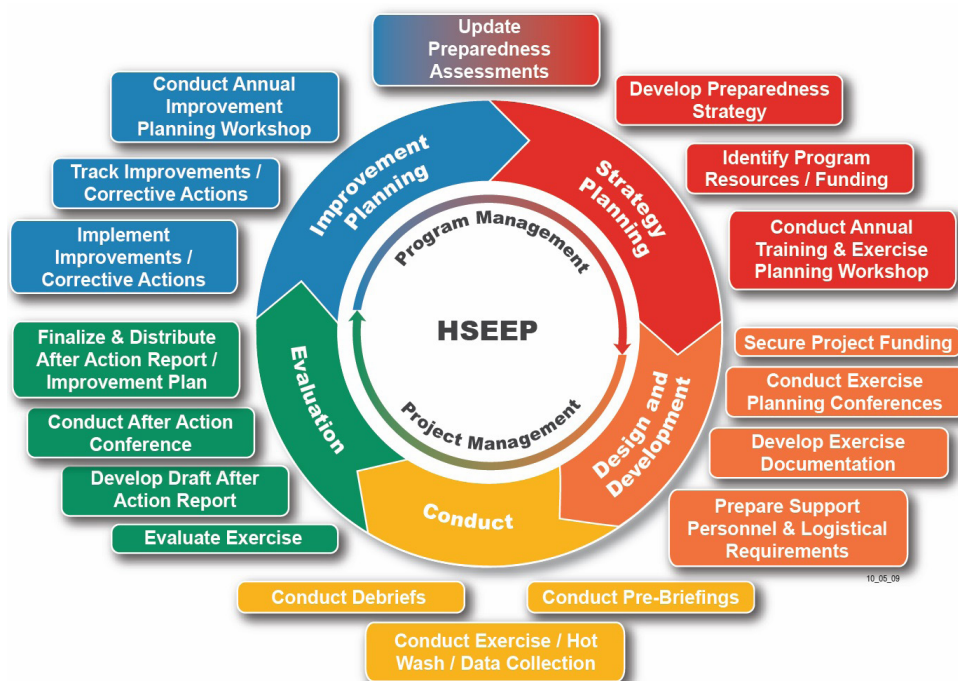 Update
Preparedness
Assessments
Develop Preparedness
Strategy
Identify Program
Resources / Funding
Conduct Annual
Training & Exercise
Planning Workshop
Secure Project Funding
Conduct Exercise
Planning Conferences
Develop Exercise
Documentation
Prepare Support
Personnel & Logistical
Requirements
10_05_09
Conduct Pre-Briefings
Conduct Exercise / Hot
Wash / Data Collection
Conduct Debriefs
Evaluate Exercise
Develop Draft After
Action Report
Conduct After Action
Conference
Finalize & Distribute
After Action Report /
Improvement Plan
Implement
Improvements /
Corrective Actions
Track Improvements /
Corrective Actions
Conduct Annual
Improvement
Planning Workshop
Strategy
Planning
Design and
Development
Conduct
Evaluation
Improvement
Planning
Program Management
HSEEP
Project Management